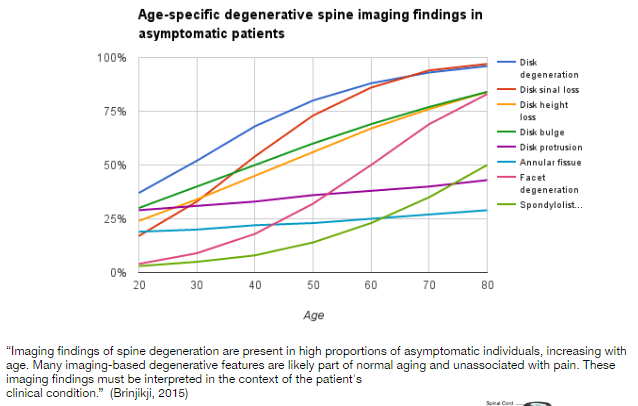 Age-specific degenerative spine imaging findings in
asymptomatic patients
100%
75%
50%
25%
0%
20 30 40 50 60 70 80
Age
Disk
degeneration
Disk sinal loss
Disk height
loss
Disk bulge
Disk protrusion
Annular fissue
Facet
degeneration
Spondylolist...
“Imaging findings of spine degeneration are present in high proportions of asymptomatic individuals, increasing with
age. Many imaging-based degenerative features are likely part of normal aging and unassociated with pain. These
imaging findings must be interpreted in the context of the patient's
clinical condition.” (Brinjikji, 2015)
Spinal Cord